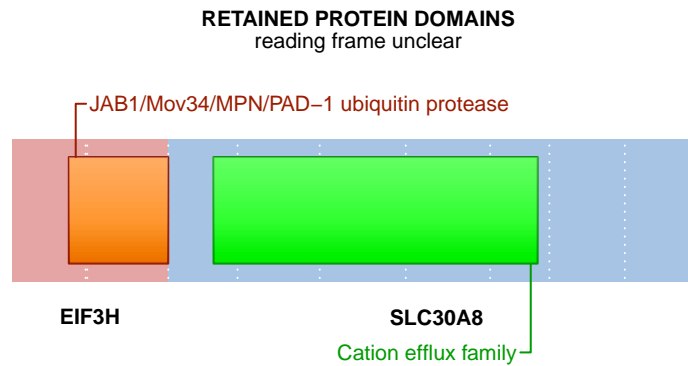 RETAINED PROTEIN DOMAINS
reading frame unclear
JAB1/Mov34/MPN/PAD−1 ubiquitin protease
EIF3H
SLC30A8
Cation efflux family